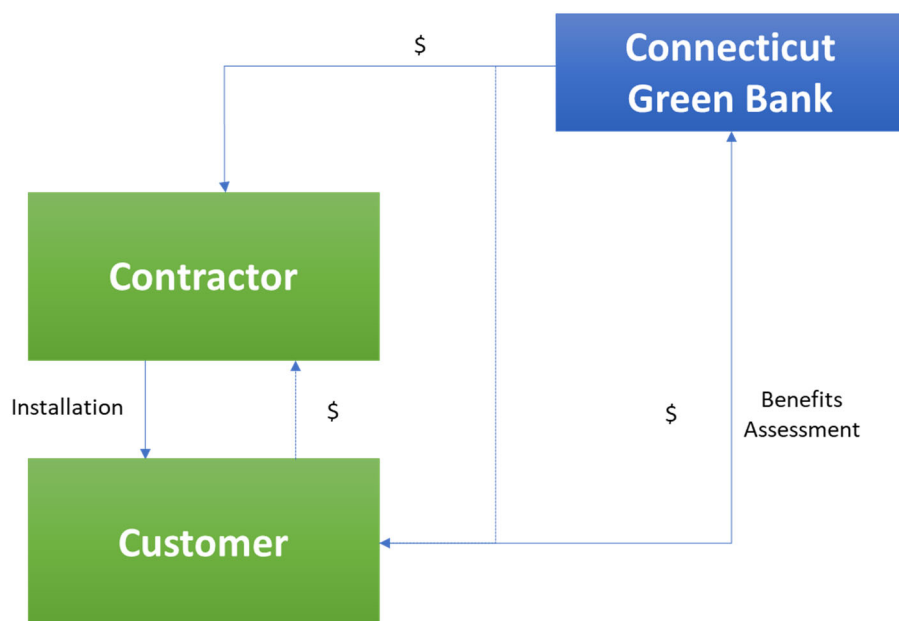 $
Connecticut
Green Bank
Contractor
Installation
$
$
Benefits
Assessment
Customer